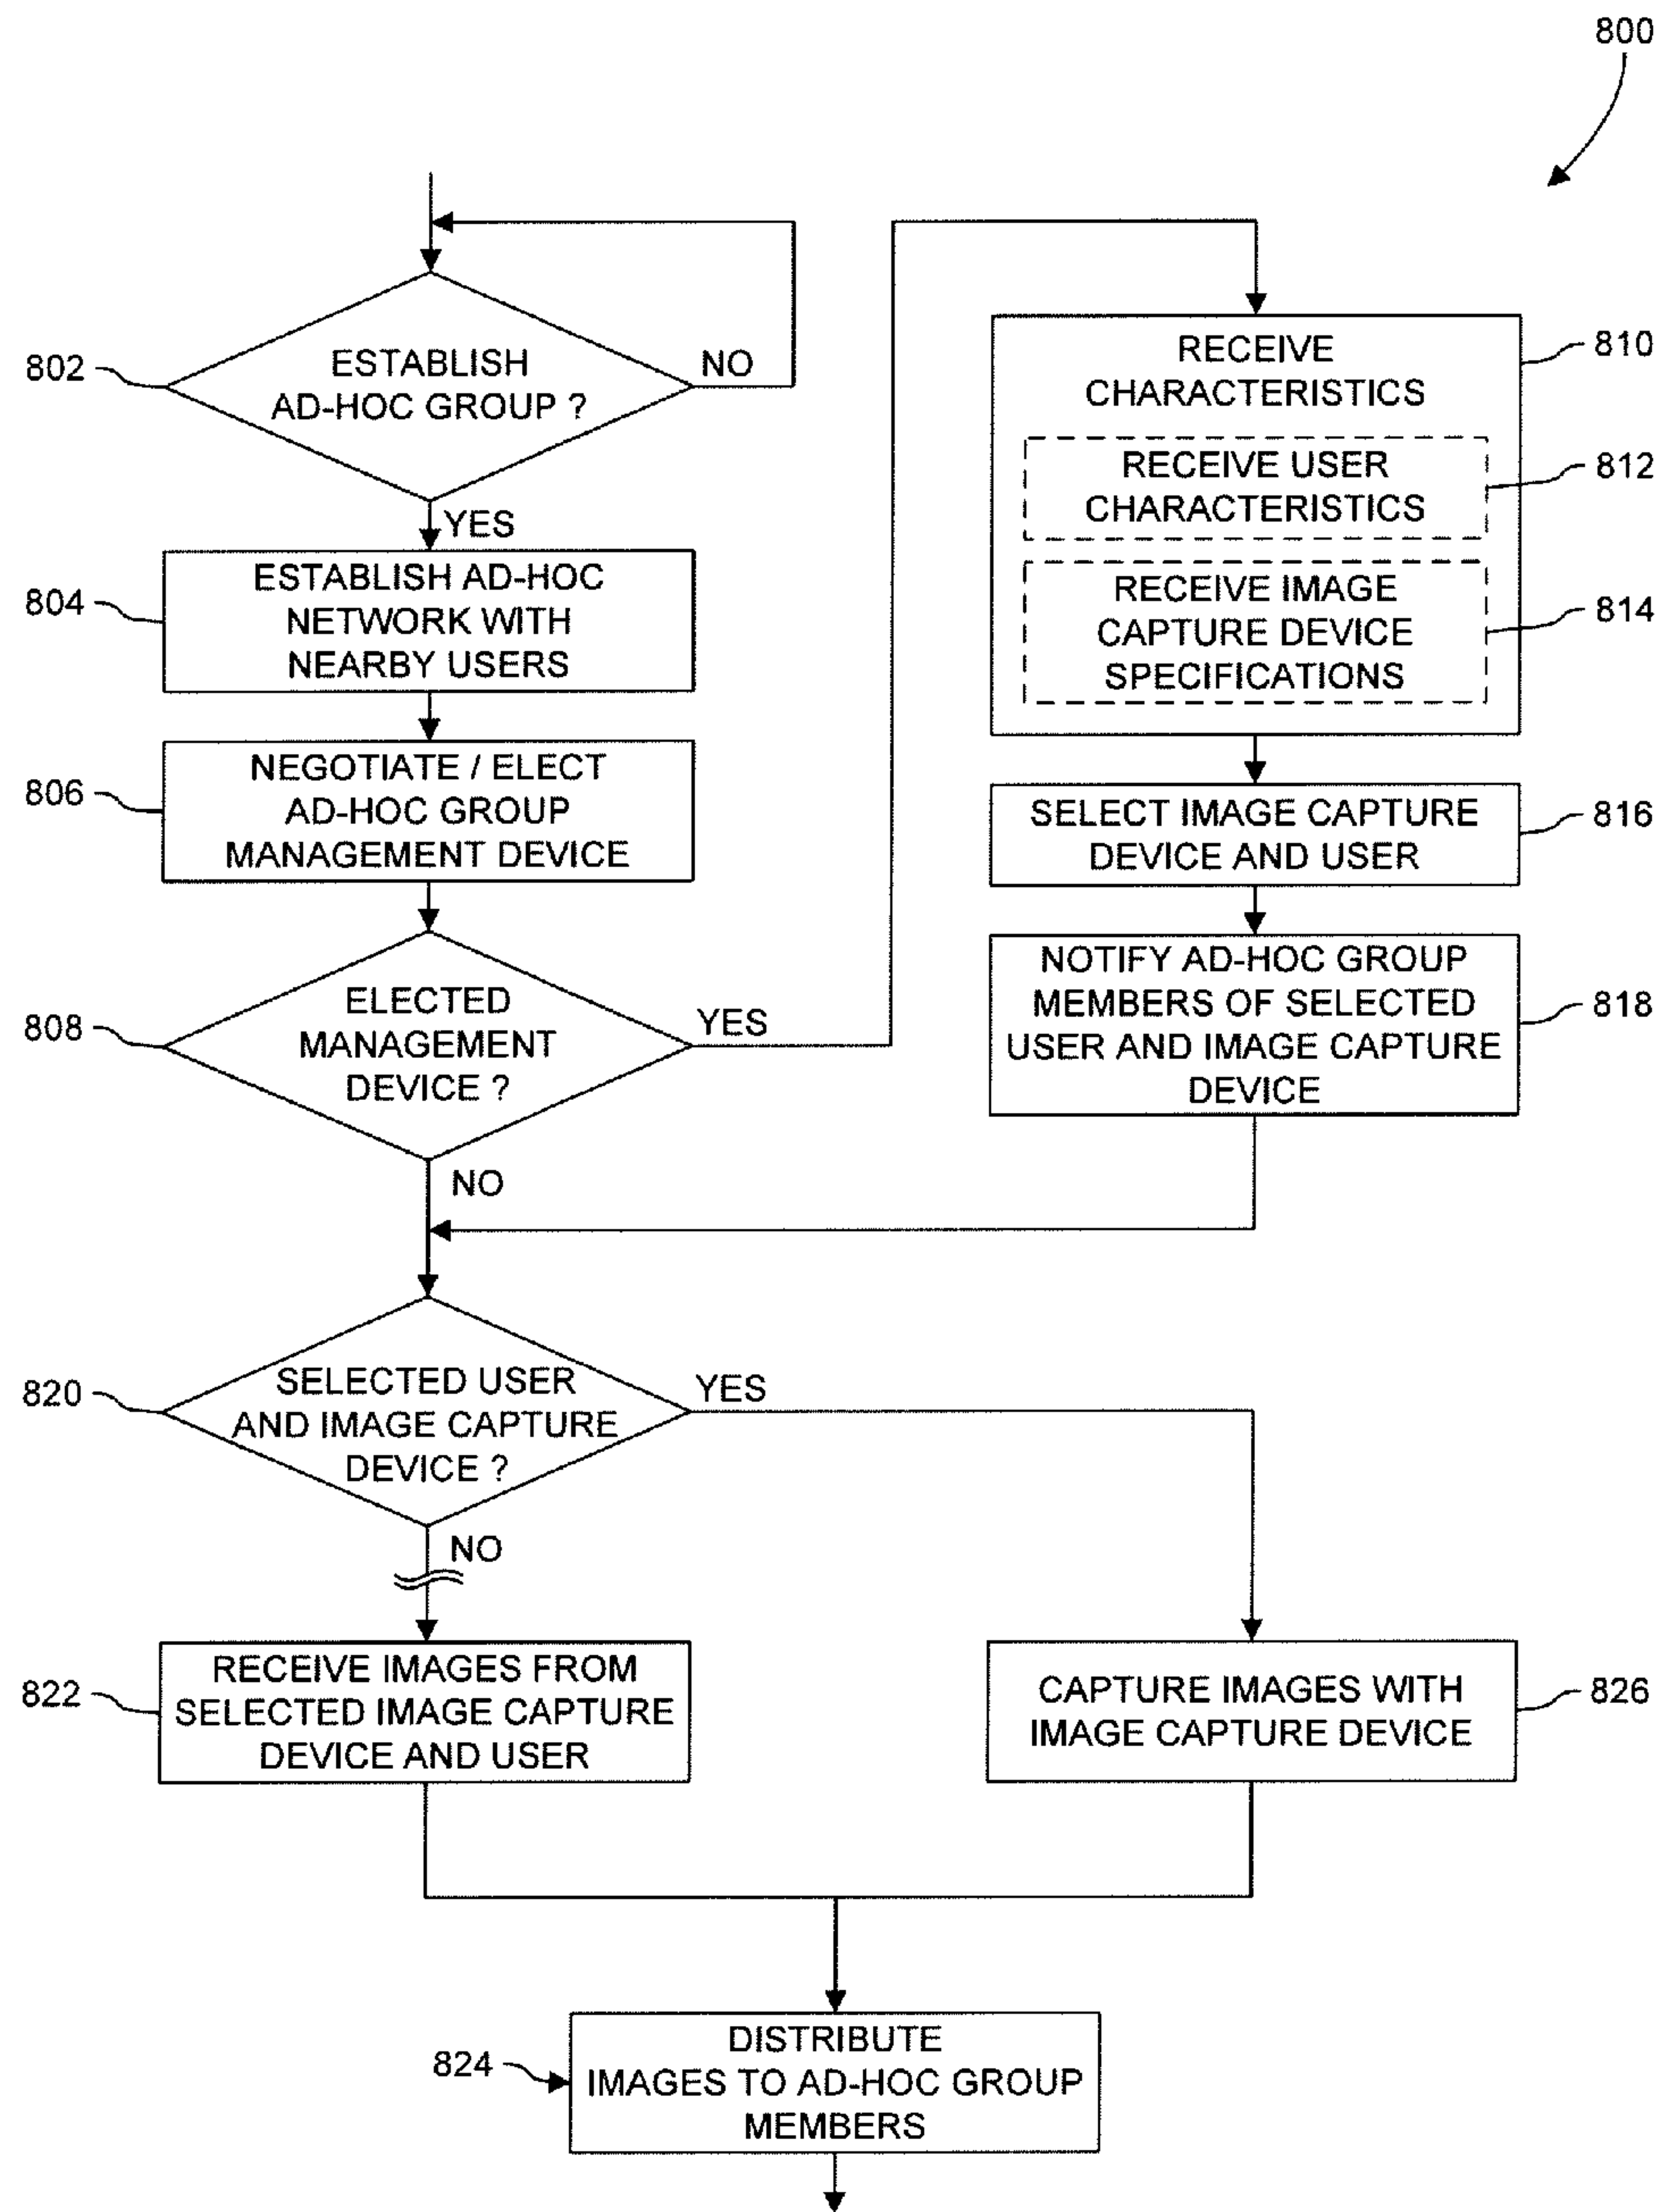 800
802
ESTABLISH
AD-HOC GROUP ?
NO
YES
804
ESTABLISH AD-HOC
NETWORK WITH
NEARBY USERS
806
NEGOTIATE / ELECT
AD-HOC GROUP
MANAGEMENT DEVICE
808
ELECTED
MANAGEMENT
DEVICE ?
YES
NO
810
RECEIVE
CHARACTERISTICS
812
RECEIVE USER
CHARACTERISTICS
814
RECEIVE IMAGE
CAPTURE DEVICE
SPECIFICATIONS
816
SELECT IMAGE CAPTURE
DEVICE AND USER
818
NOTIFY AD-HOC GROUP
MEMBERS OF SELECTED
USER AND IMAGE CAPTURE
DEVICE
820
SELECTED USER
AND IMAGE CAPTURE
DEVICE ?
YES
NO
822
RECEIVE IMAGES FROM
SELECTED IMAGE CAPTURE
DEVICE AND USER
826
CAPTURE IMAGES WITH
IMAGE CAPTURE DEVICE
824
DISTRIBUTE
IMAGES TO AD-HOC GROUP
MEMBERS